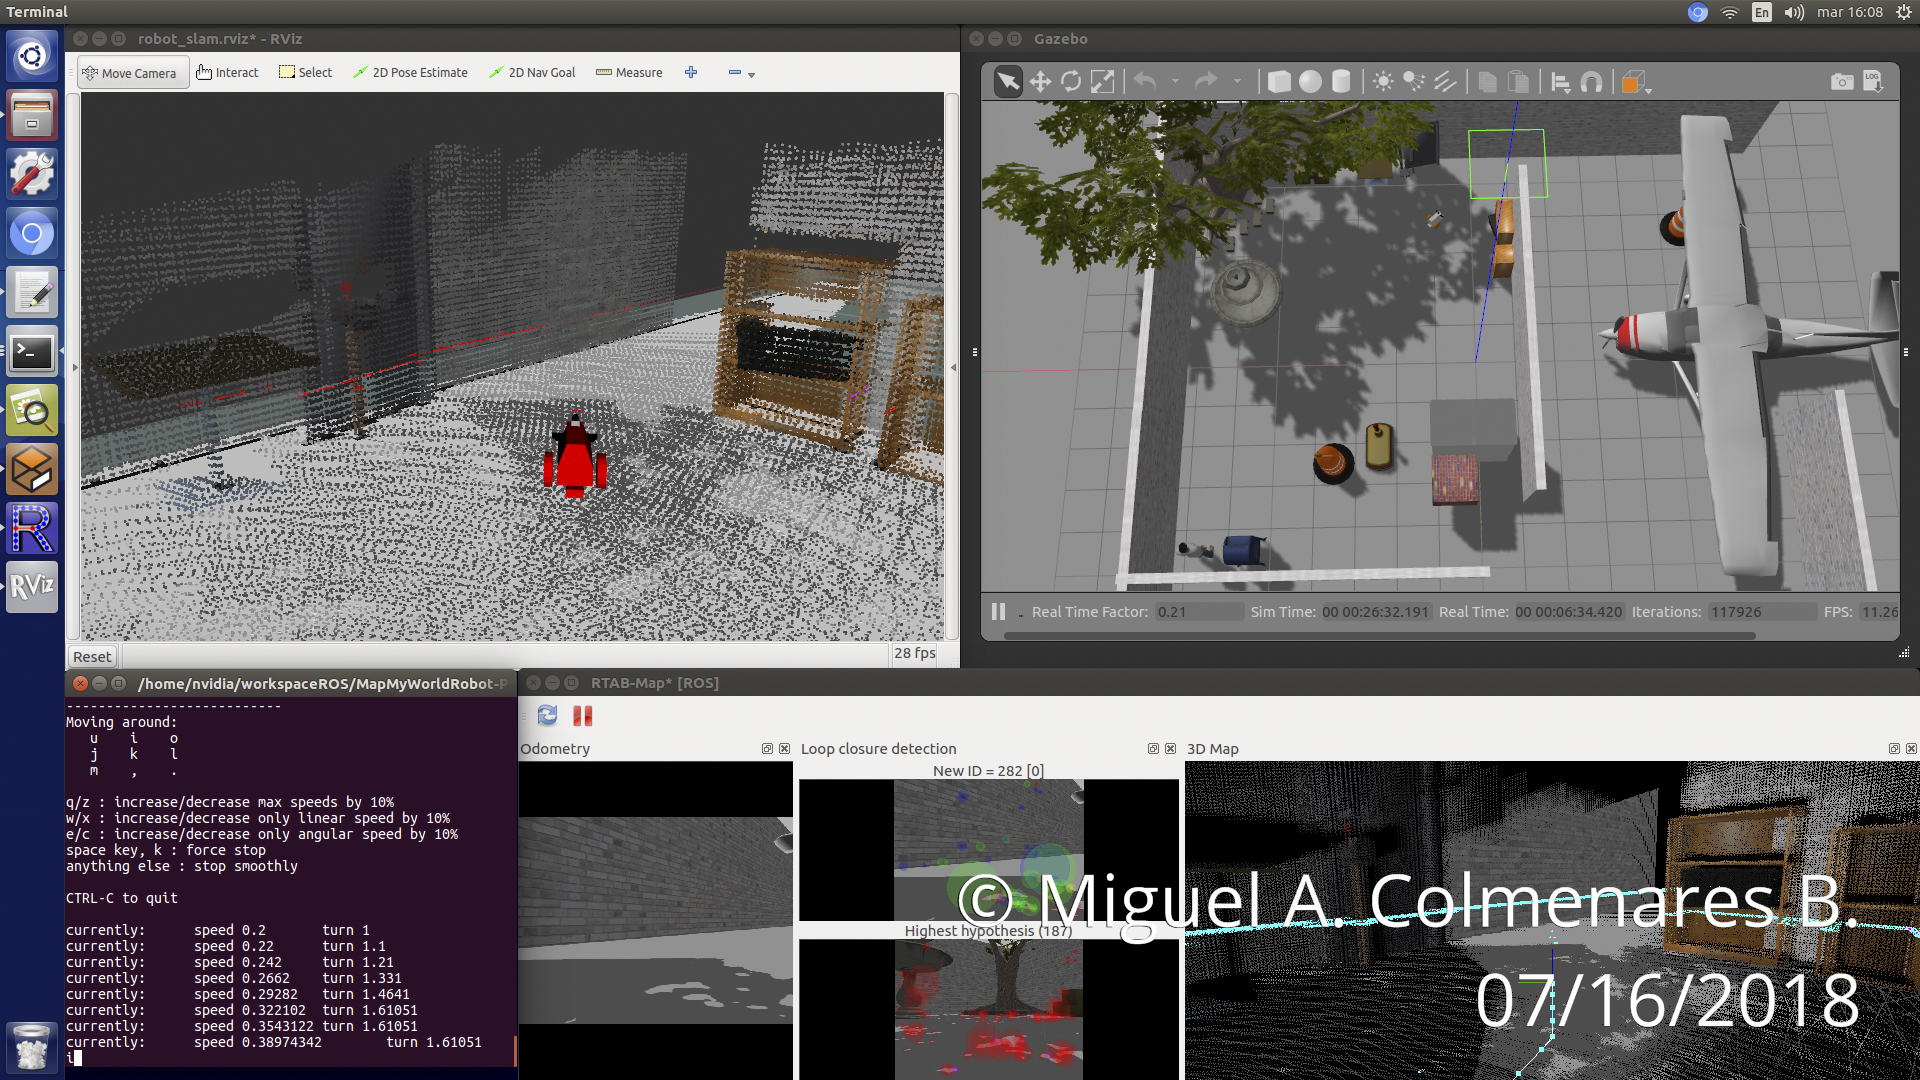 Terminal
En
mar 16:08
robot_slam.rviz* - RViz
Move Camera
Interact
Select
2D Pose Estimate
2D Nav Goal
Measure
Reset
28 fps
Gazebo
LOG
Real Time Factor: 0.21 Sim Time: 00 00:26:32.191 Real Time: 00 00:06:34.420 Iterations: 117926 FPS: 11.26
R
RViz
/home/nvidia/workspaceROS/MapMyWorldRobot-
---------------------------
Moving around:
u i o
j k l
m , .
q/z : increase/decrease max speeds by 10%
w/x : increase/decrease only linear speed by 10%
e/c : increase/decrease only angular speed by 10%
space key, k : force stop
anything else : stop smoothly
CTRL-C to quit
currently: speed 0.2 turn 1
currently: speed 0.22 turn 1.1
currently: speed 0.242 turn 1.21
currently: speed 0.2662 turn 1.331
currently: speed 0.29282 turn 1.4641
currently: speed 0.322102 turn 1.61051
currently: speed 0.3543122 turn 1.61051
currently: speed 0.38974342 turn 1.61051
i
RTAB-Map* [ROS]
Odometry
Loop closure detection
New ID = 282 [0]
Highest hypothesis (187)
3D Map
© Miguel A. Colmenares B.
07/16/2018